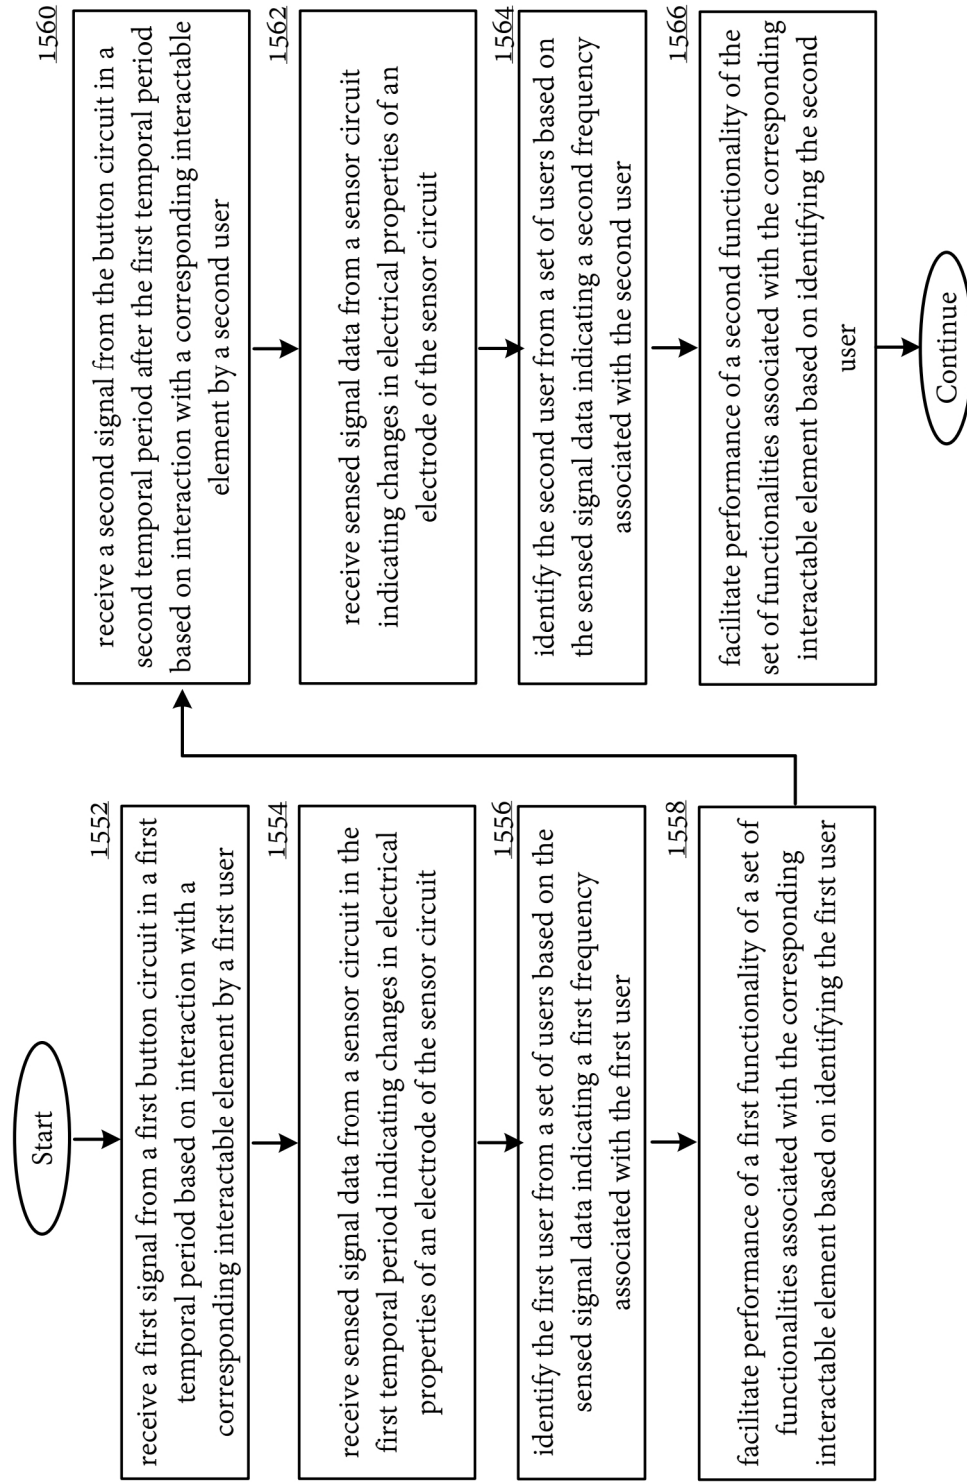 Start
1552
receive a first signal from a first button circuit in a first
temporal period based on interaction with a
corresponding interactable element by a first user
1554
receive sensed signal data from a sensor circuit in the
first temporal period indicating changes in electrical
properties of an electrode of the sensor circuit
1556
identify the first user from a set of users based on the
sensed signal data indicating a first frequency
associated with the first user
1558
facilitate performance of a first functionality of a set of
functionalities associated with the corresponding
interactable element based on identifying the first user
1560
receive a second signal from the button circuit in a
second temporal period after the first temporal period
based on interaction with a corresponding interactable
element by a second user
1562
receive sensed signal data from a sensor circuit
indicating changes in electrical properties of an
electrode of the sensor circuit
1564
identify the second user from a set of users based on
the sensed signal data indicating a second frequency
associated with the second user
1566
facilitate performance of a second functionality of the
set of functionalities associated with the corresponding
interactable element based on identifying the second
user
Continue